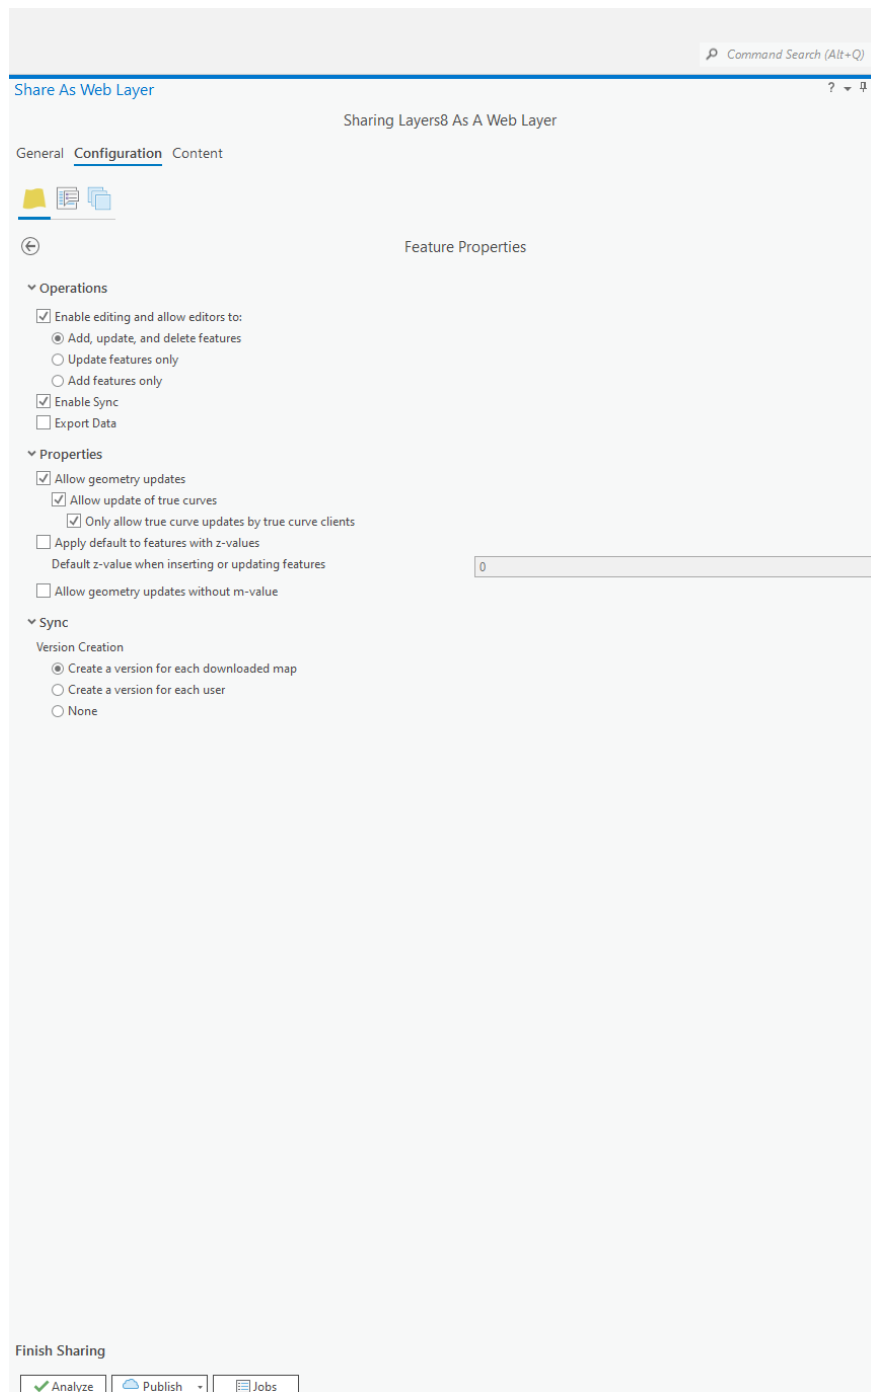 Command Search (Alt+Q)
Share As Web Layer
?
Sharing Layers8 As A Web Layer
General Configuration Content
Feature Properties
Operations
Enable editing and allow editors to:
Add, update, and delete features
Update features only
Add features only
Enable Sync
Export Data
Properties
Allow geometry updates
Allow update of true curves
Only allow true curve updates by true curve clients
Apply default to features with z-values
Default z-value when inserting or updating features 0
Allow geometry updates without m-value
Sync
Version Creation
Create a version for each downloaded map
Create a version for each user
None
Finish Sharing
Analyze Publish Jobs